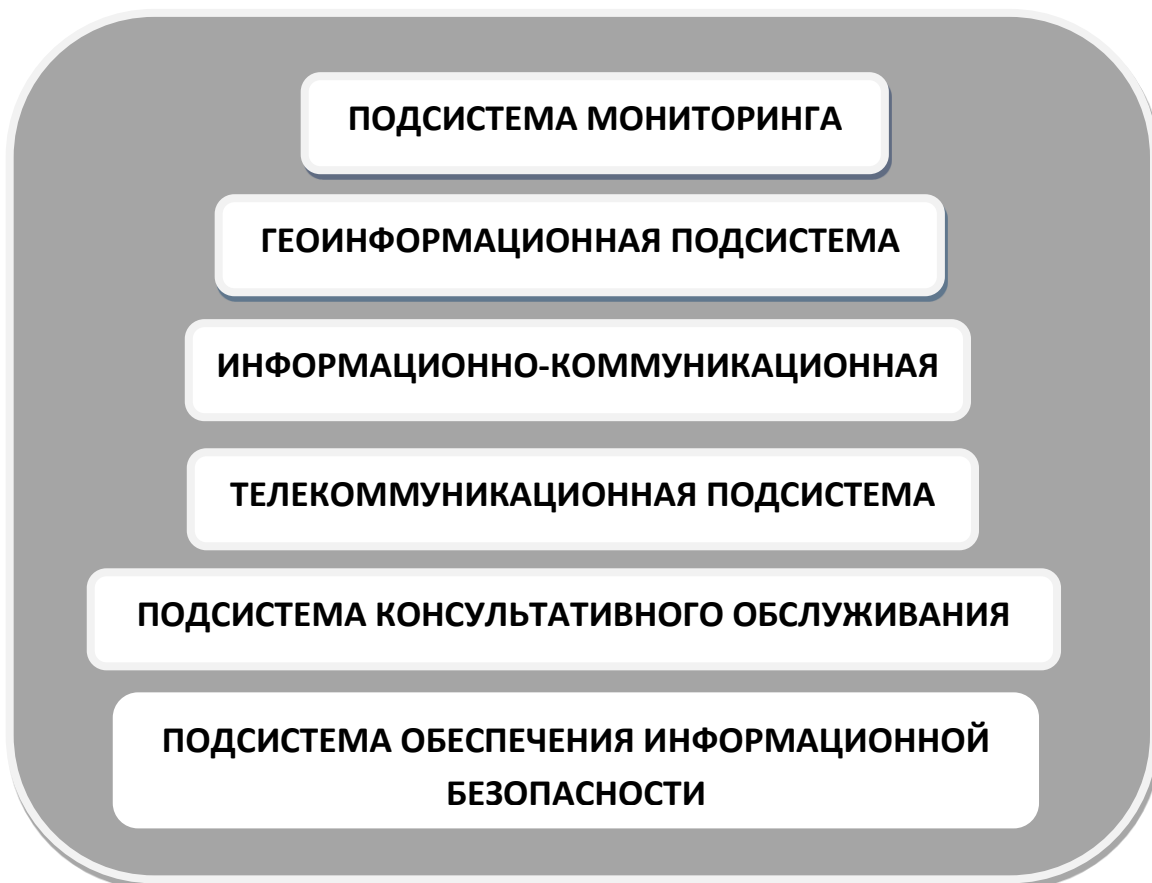 ПОДСИСТЕМА МОНИТОРИНГА
ГЕОИНФОРМАЦИОННАЯ ПОДСИСТЕМА
ИНФОРМАЦИОННО-КОММУНИКАЦИОННАЯ
ТЕЛЕКОММУНИКАЦИОННАЯ ПОДСИСТЕМА
ПОДСИСТЕМА КОНСУЛЬТАТИВНОГО ОБСЛУЖИВАНИЯ
ПОДСИСТЕМА ОБЕСПЕЧЕНИЯ ИНФОРМАЦИОННОЙ
БЕЗОПАСНОСТИ